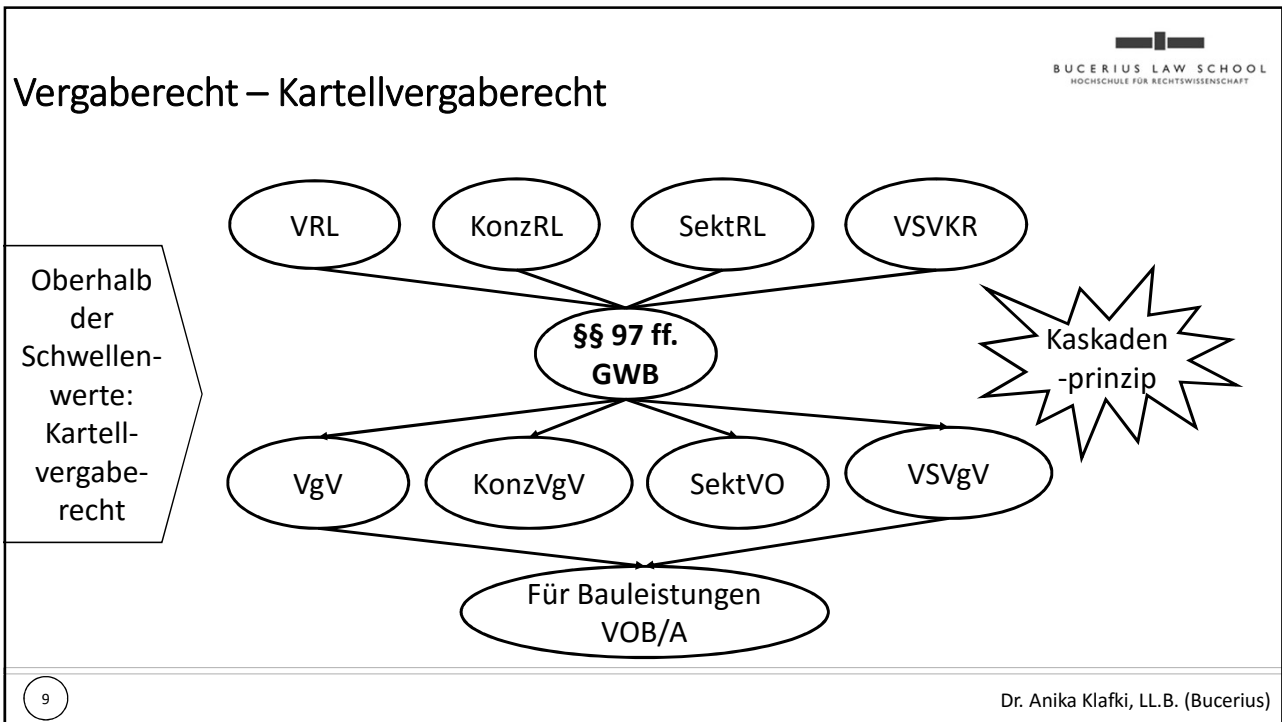 BUCERIUS LAW SCHOOL
HOCHSCHULE FÜR RECHTSWISSENSCHAFT
Vergaberecht – Kartellvergaberecht
VRL
KonzRL
SektRL
VSVKR
Oberhalb
der
Schwellen-
werte:
Kartell-
vergabe-
recht
§§ 97 ff.
GWB
Kaskaden
-prinzip
VgV
KonzVgV
SektVO
VSVgV
Für Bauleistungen
VOB/A
9
Dr. Anika Klafki, LL.B. (Bucerius)